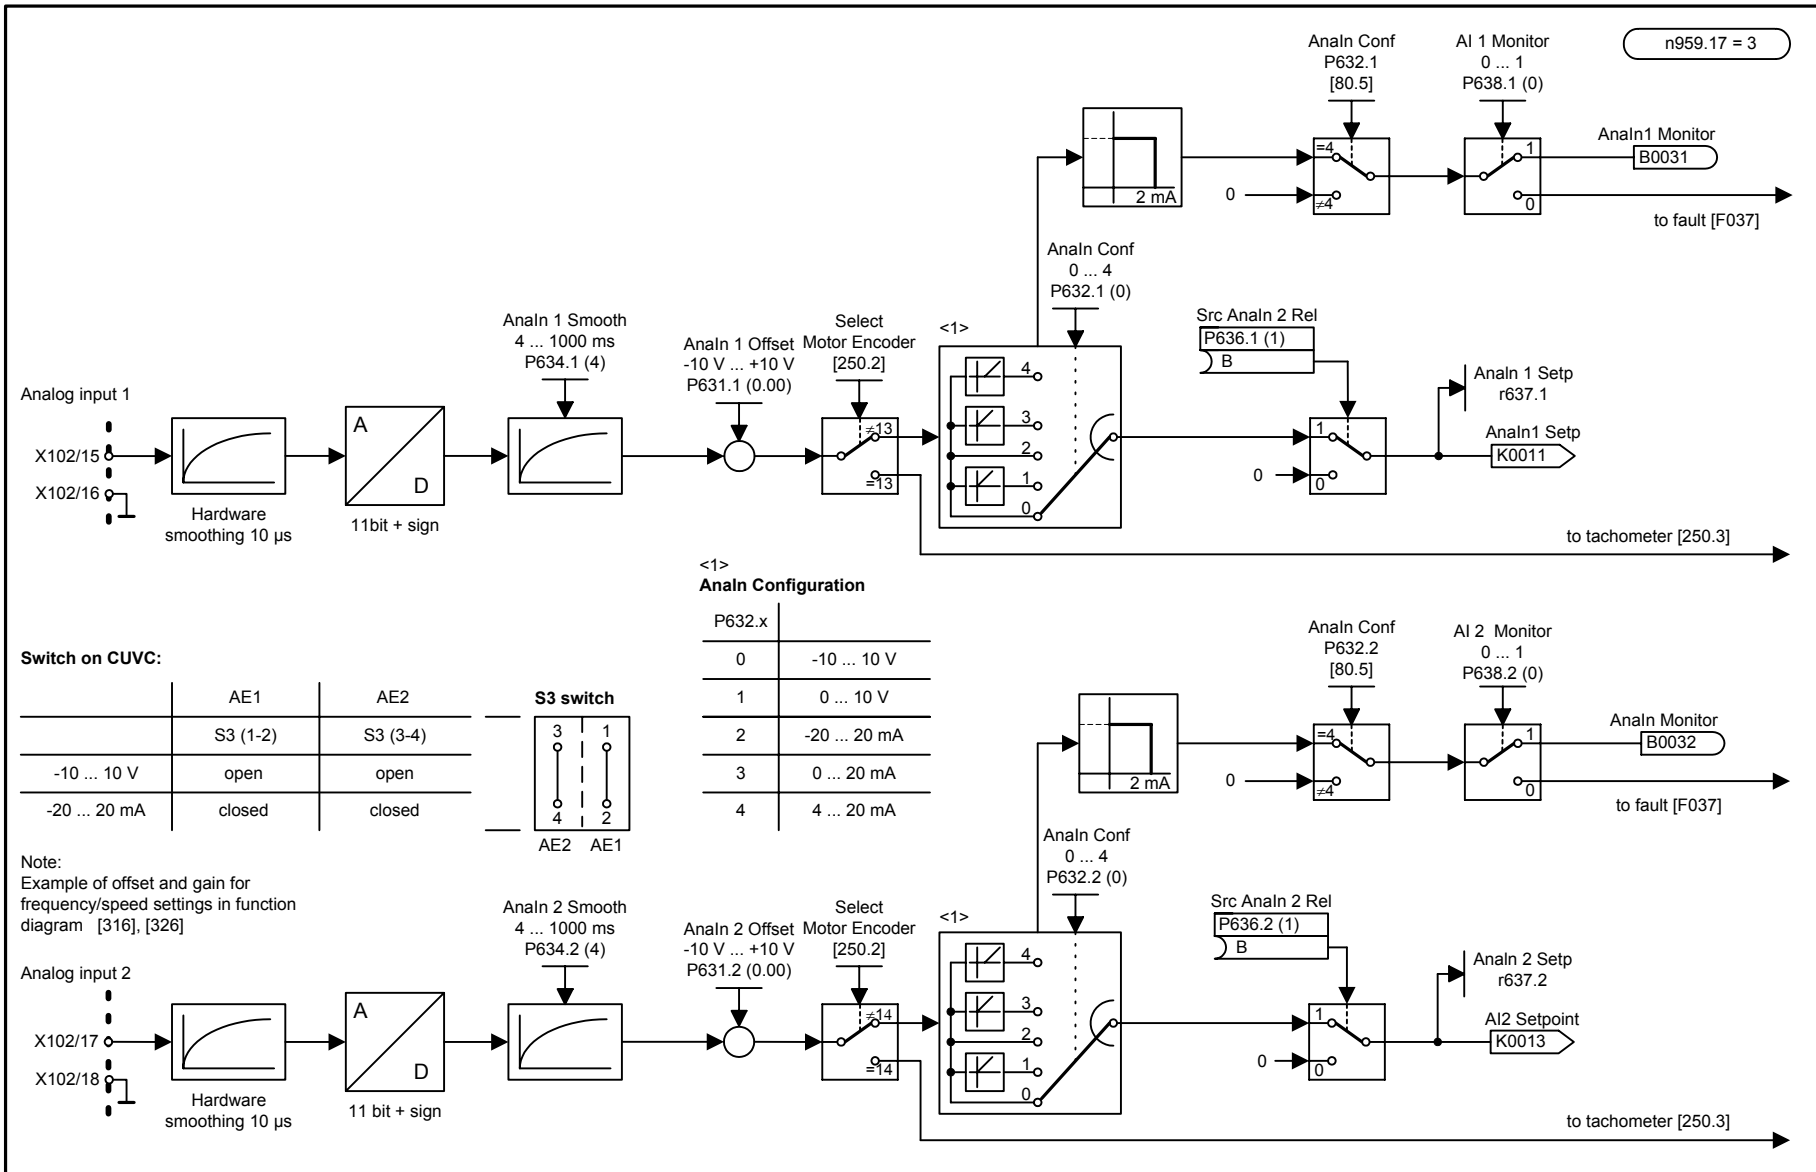 n959.17 = 3
AnaIn Conf
P632.1
[80.5]
AI 1 Monitor
0 ... 1
P638.1 (0)
2 mA
0
=4
≠4
1
0
AnaIn1 Monitor
B0031
to fault [F037]
AnaIn Conf
0 ... 4
P632.1 (0)
Analog input 1
X102/15
X102/16
Hardware
smoothing 10 µs
A
D
11bit + sign
AnaIn 1 Smooth
4 ... 1000 ms
P634.1 (4)
AnaIn 1 Offset
-10 V ... +10 V
P631.1 (0.00)
Select
Motor Encoder
[250.2]
≠13
=13
<1>
4
3
2
1
0
Src AnaIn 2 Rel
P636.1 (1)
B
1
0
0
AnaIn 1 Setp
r637.1
AnaIn1 Setp
K0011
to tachometer [250.3]
<1>
AnaIn Configuration
P632.x
0 -10 ... 10 V
1 0 ... 10 V
2 -20 ... 20 mA
3 0 ... 20 mA
4 4 ... 20 mA
Switch on CUVC:
AE1 AE2
S3 (1-2) S3 (3-4)
-10 ... 10 V open open
-20 ... 20 mA closed closed
S3 switch
3 1
4 2
AE2 AE1
Note:
Example of offset and gain for
frequency/speed settings in function
diagram [316], [326]
AnaIn Conf
P632.2
[80.5]
AI 2 Monitor
0 ... 1
P638.2 (0)
2 mA
0
=4
≠4
1
0
AnaIn Monitor
B0032
to fault [F037]
AnaIn Conf
0 ... 4
P632.2 (0)
Analog input 2
X102/17
X102/18
Hardware
smoothing 10 µs
A
D
11 bit + sign
AnaIn 2 Smooth
4 ... 1000 ms
P634.2 (4)
AnaIn 2 Offset
-10 V ... +10 V
P631.2 (0.00)
Select
Motor Encoder
[250.2]
≠14
=14
<1>
4
3
2
1
0
Src AnaIn 2 Rel
P636.2 (1)
B
1
0
0
AnaIn 2 Setp
r637.2
AI2 Setpoint
K0013
to tachometer [250.3]